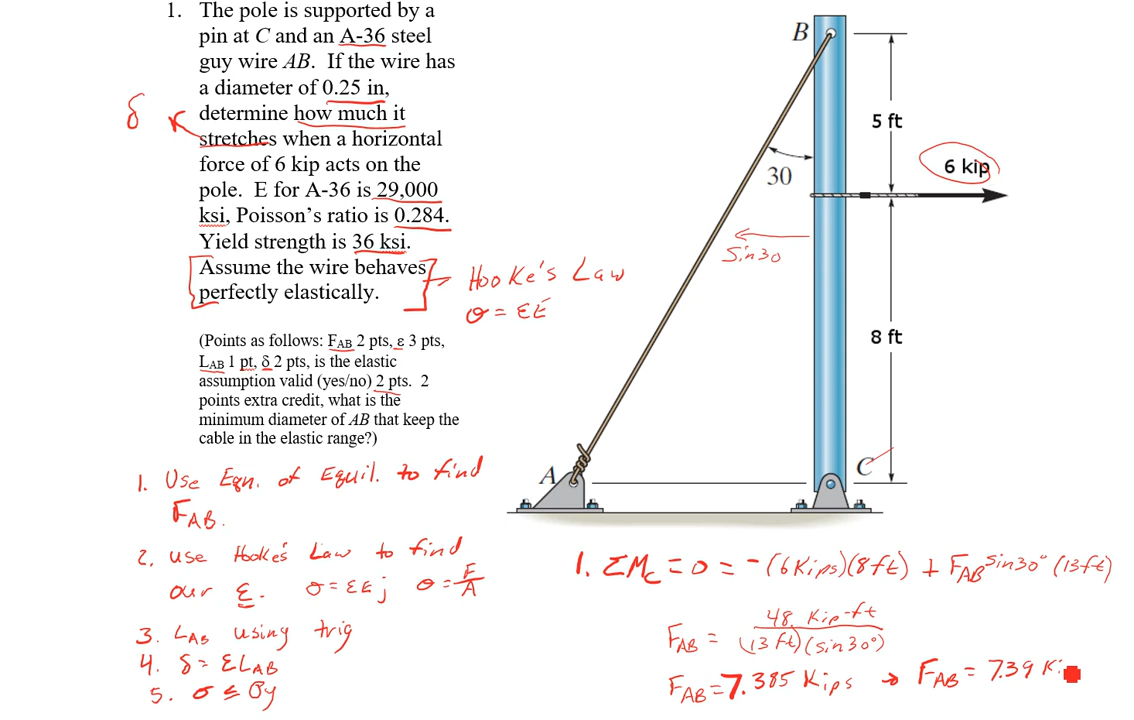 1. The pole is supported by a
pin at C and an A-36 steel
guy wire AB. If the wire has
a diameter of 0.25 in,
determine how much it
stretches when a horizontal
force of 6 kip acts on the
pole. E for A-36 is 29,000
ksi, Poisson's ratio is 0.284.
Yield strength is 36 ksi.
Assume the wire behaves
perfectly elastically.
δ
Hooke's Law
σ = εE
(Points as follows: FAB 2 pts, ε 3 pts,
LAB 1 pt, δ 2 pts, is the elastic
assumption valid (yes/no) 2 pts. 2
points extra credit, what is the
minimum diameter of AB that keep the
cable in the elastic range?)
B
5 ft
6 kip
30
Sin30
8 ft
A
C
1. Use Eqn. of Equil. to find
FAB.
2. use Hooke's Law to find
our ε. σ = εE; σ = F/A
3. LAB using trig
4. δ = εLAB
5. σ ≤ σy
1. ΣMc = 0 = -(6Kips)(8ft) + FAB sin30° (13ft)
FAB = 48 Kip-ft / (13 ft)(sin30°)
FAB = 7.385 Kips → FAB = 7.39 Ki